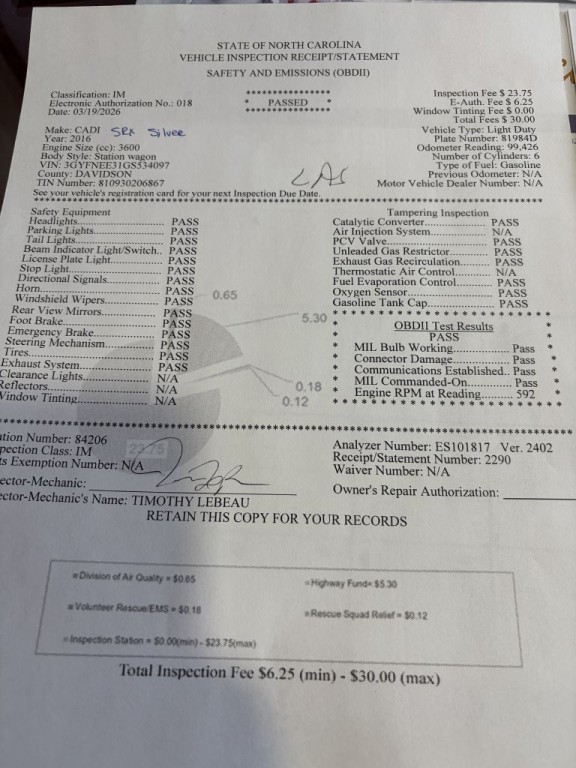 STATE OF NORTH CAROLINA
VEHICLE INSPECTION RECEIPT/STATEMENT
SAFETY AND EMISSIONS (OBDII)
Classification: IM
Electronic Authorization No.: 018
Date: 03/19/2026
****************
* PASSED *
****************
Inspection Fee $ 23.75
E-Auth. Fee $ 6.25
Window Tinting Fee $ 0.00
Total Fees $ 30.00
Make: CADI SRX Silver
Year: 2016
Engine Size (cc): 3600
Body Style: Station wagon
VIN: 3GYFNEE31GS534097
County: DAVIDSON
TIN Number: 810930206867
See your vehicle's registration card for your next Inspection Due Date.
Vehicle Type: Light Duty
Plate Number: 81984D
Odometer Reading: 99,426
Number of Cylinders: 6
Type of Fuel: Gasoline
Previous Odometer: N/A
Motor Vehicle Dealer Number: N/A
Safety Equipment
Headlights PASS
Parking Lights PASS
Tail Lights PASS
Beam Indicator Light/Switch.. PASS
License Plate Light PASS
Stop Light PASS
Directional Signals PASS
Horn PASS
Windshield Wipers PASS
Rear View Mirrors PASS
Foot Brake PASS
Emergency Brake PASS
Steering Mechanism PASS
Tires PASS
Exhaust System PASS
Clearance Lights N/A
Reflectors N/A
Window Tinting N/A
0.65
5.30
0.18
0.12
23.75
Tampering Inspection
Catalytic Converter PASS
Air Injection System N/A
PCV Valve PASS
Unleaded Gas Restrictor PASS
Exhaust Gas Recirculation PASS
Thermostatic Air Control N/A
Fuel Evaporation Control PASS
Oxygen Sensor PASS
Gasoline Tank Cap PASS
OBDII Test Results
PASS
MIL Bulb Working Pass
Connector Damage Pass
Communications Established.. Pass
MIL Commanded-On Pass
Engine RPM at Reading 592
ation Number: 84206
pection Class: IM
ts Exemption Number: N/A
ector-Mechanic:
ector-Mechanic's Name: TIMOTHY LEBEAU
Analyzer Number: ES101817 Ver. 2402
Receipt/Statement Number: 2290
Waiver Number: N/A
Owner's Repair Authorization:
RETAIN THIS COPY FOR YOUR RECORDS
Division of Air Quality = $0.65
Highway Fund= $5.30
Volunteer Rescue/EMS = $0.18
Rescue Squad Relief = $0.12
Inspection Station = $0.00(min) - $23.75(max)
Total Inspection Fee $6.25 (min) - $30.00 (max)